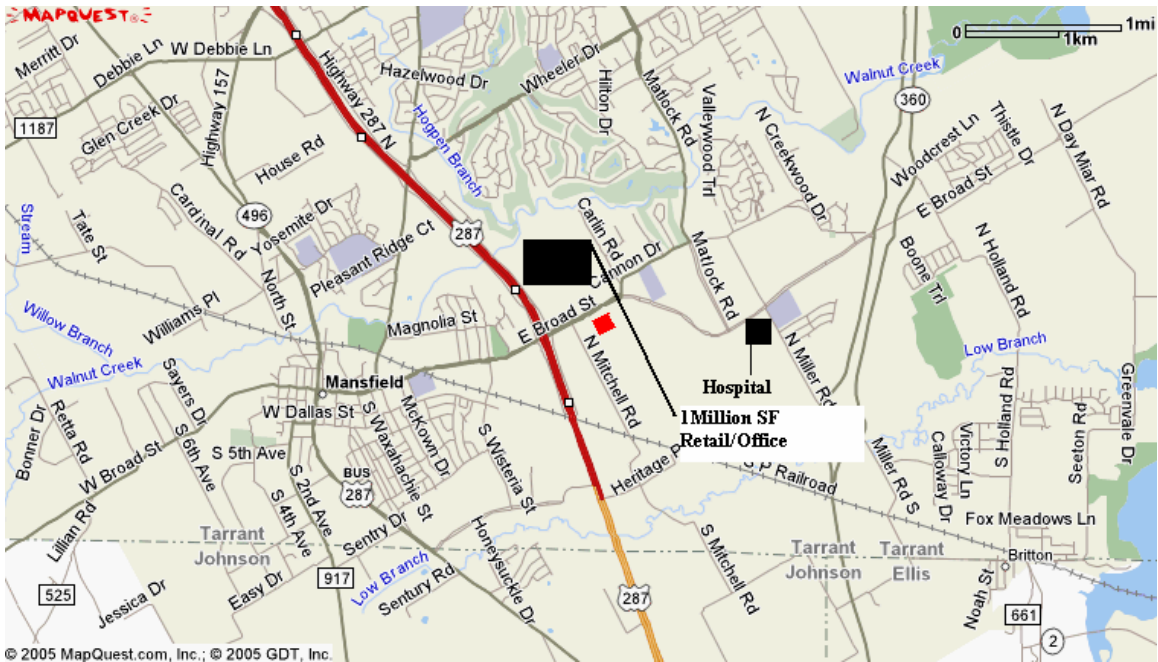 MAPQUEST®
Merritt Dr
W Debbie Ln
Debbie Ln
1187
Glen Creek Dr
Highway 157
House Rd
Highway 287 N
Hazelwood Dr
Hogpen Branch
Wheeler Dr
Hilton Dr
Matlock Rd
Valleywood Trl
N Creekwood Dr
Walnut Creek
0
1km
1mi
360
Woodcrest Ln
E Broad St
Thistle Dr
N Day Miar Rd
Stream
Tate St
Cardinal Rd
496
Yosemite Dr
Pleasant Ridge Ct
287
Carlin Rd
Cannon Dr
Matlock Rd
Boone Trl
N Holland Rd
North St
Williams Pl
Willow Branch
Walnut Creek
Magnolia St
E Broad St
N Mitchell Rd
N Miller Rd
Low Branch
Hospital
1Million SF
Retail/Office
Mansfield
W Dallas St
Sayers Dr
S 6th Ave
Retta Rd
Bonner Dr
W Broad St
S 5th Ave
S 2nd Ave
S 4th Ave
S Waxahachie St
McKown Dr
S Wisteria St
BUS
287
Heritage P
S P Railroad
Miller Rd S
Calloway Dr
Victory Ln
S Holland Rd
Seeton Rd
Greenvale Dr
Fox Meadows Ln
Lillian Rd
Tarrant
Johnson
Sentry Dr
Easy Dr
917
Low Branch
Sentury Rd
Honeysuckle Dr
S Mitchell Rd
Tarrant
Johnson
Tarrant
Ellis
Britton
Noah St
525
Jessica Dr
287
661
2
© 2005 MapQuest.com, Inc.; © 2005 GDT, Inc.